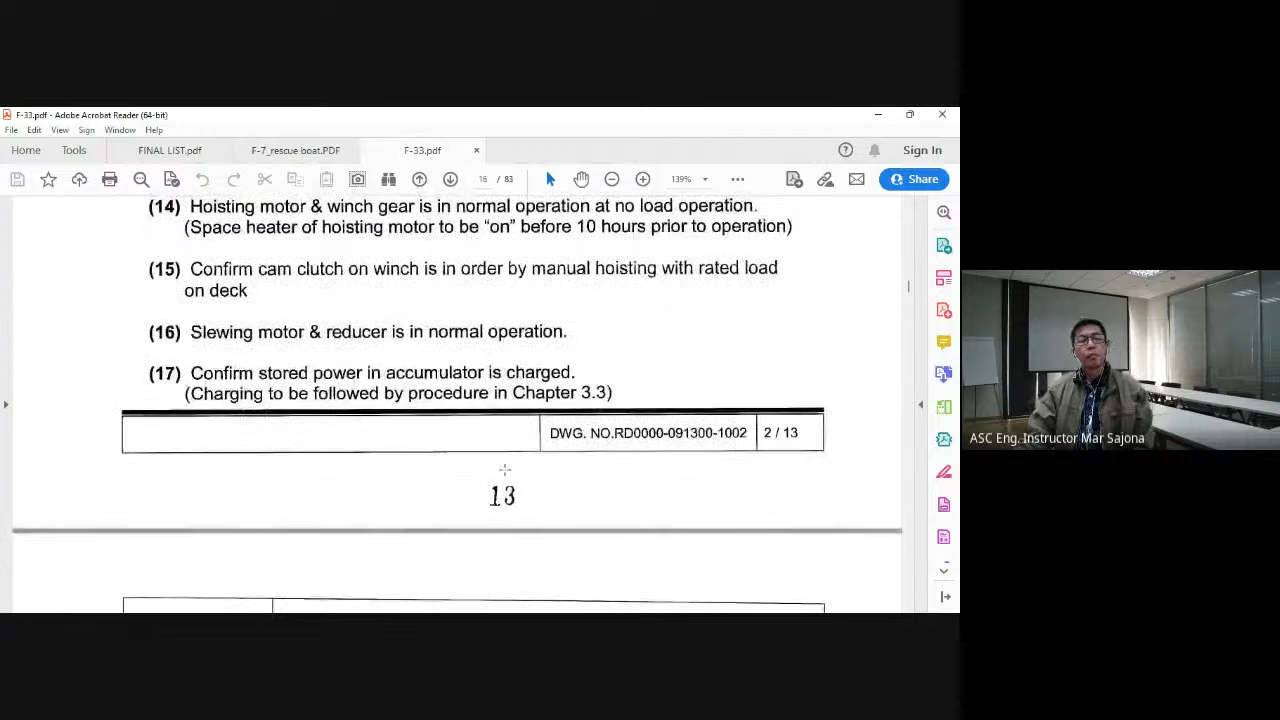 F-33.pdf - Adobe Acrobat Reader (64-bit)
File Edit View Sign Window Help
Home Tools FINAL LIST.pdf F-7_rescue boat.PDF F-33.pdf × Sign In
16 / 83 139% Share
(14) Hoisting motor & winch gear is in normal operation at no load operation.
(Space heater of hoisting motor to be “on” before 10 hours prior to operation)
(15) Confirm cam clutch on winch is in order by manual hoisting with rated load
on deck
(16) Slewing motor & reducer is in normal operation.
(17) Confirm stored power in accumulator is charged.
(Charging to be followed by procedure in Chapter 3.3)
DWG. NO.RD0000-091300-1002 2 / 13
13
ASC Eng. Instructor Mar Sajona